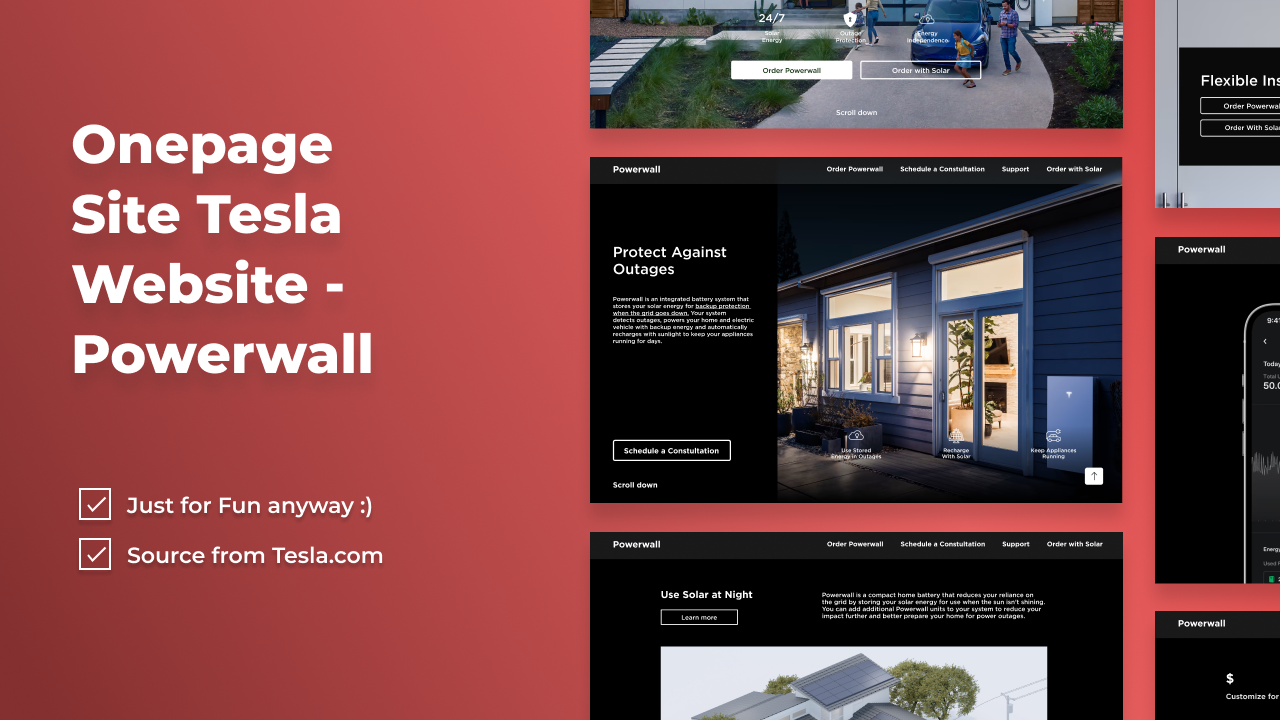 Onepage
Site Tesla
Website -
Powerwall
Just for Fun anyway :)
Source from Tesla.com
24/7
Solar
Energy
Outage
Protection
Energy
Independence
Order Powerwall
Order with Solar
Scroll down
Powerwall
Order Powerwall
Schedule a Constultation
Support
Order with Solar
Protect Against
Outages
Powerwall is an integrated battery system that
stores your solar energy for backup protection
when the grid goes down. Your system
detects outages, powers your home and electric
vehicle with backup energy and automatically
recharges with sunlight to keep your appliances
running for days.
Schedule a Constultation
Scroll down
Use Stored
Energy in Outages
Recharge
With Solar
Keep Appliances
Running
Powerwall
Order Powerwall
Schedule a Constultation
Support
Order with Solar
Use Solar at Night
Learn more
Powerwall is a compact home battery that reduces your reliance on
the grid by storing your solar energy for use when the sun isn't shining.
You can add additional Powerwall units to your system to reduce your
impact further and better prepare your home for power outages.
Flexible Ins
Order Powerwal
Order With Solar
Powerwall
9:41
Today
Total U
50.0
Energy
Used F
Powerwall
$
Customize for